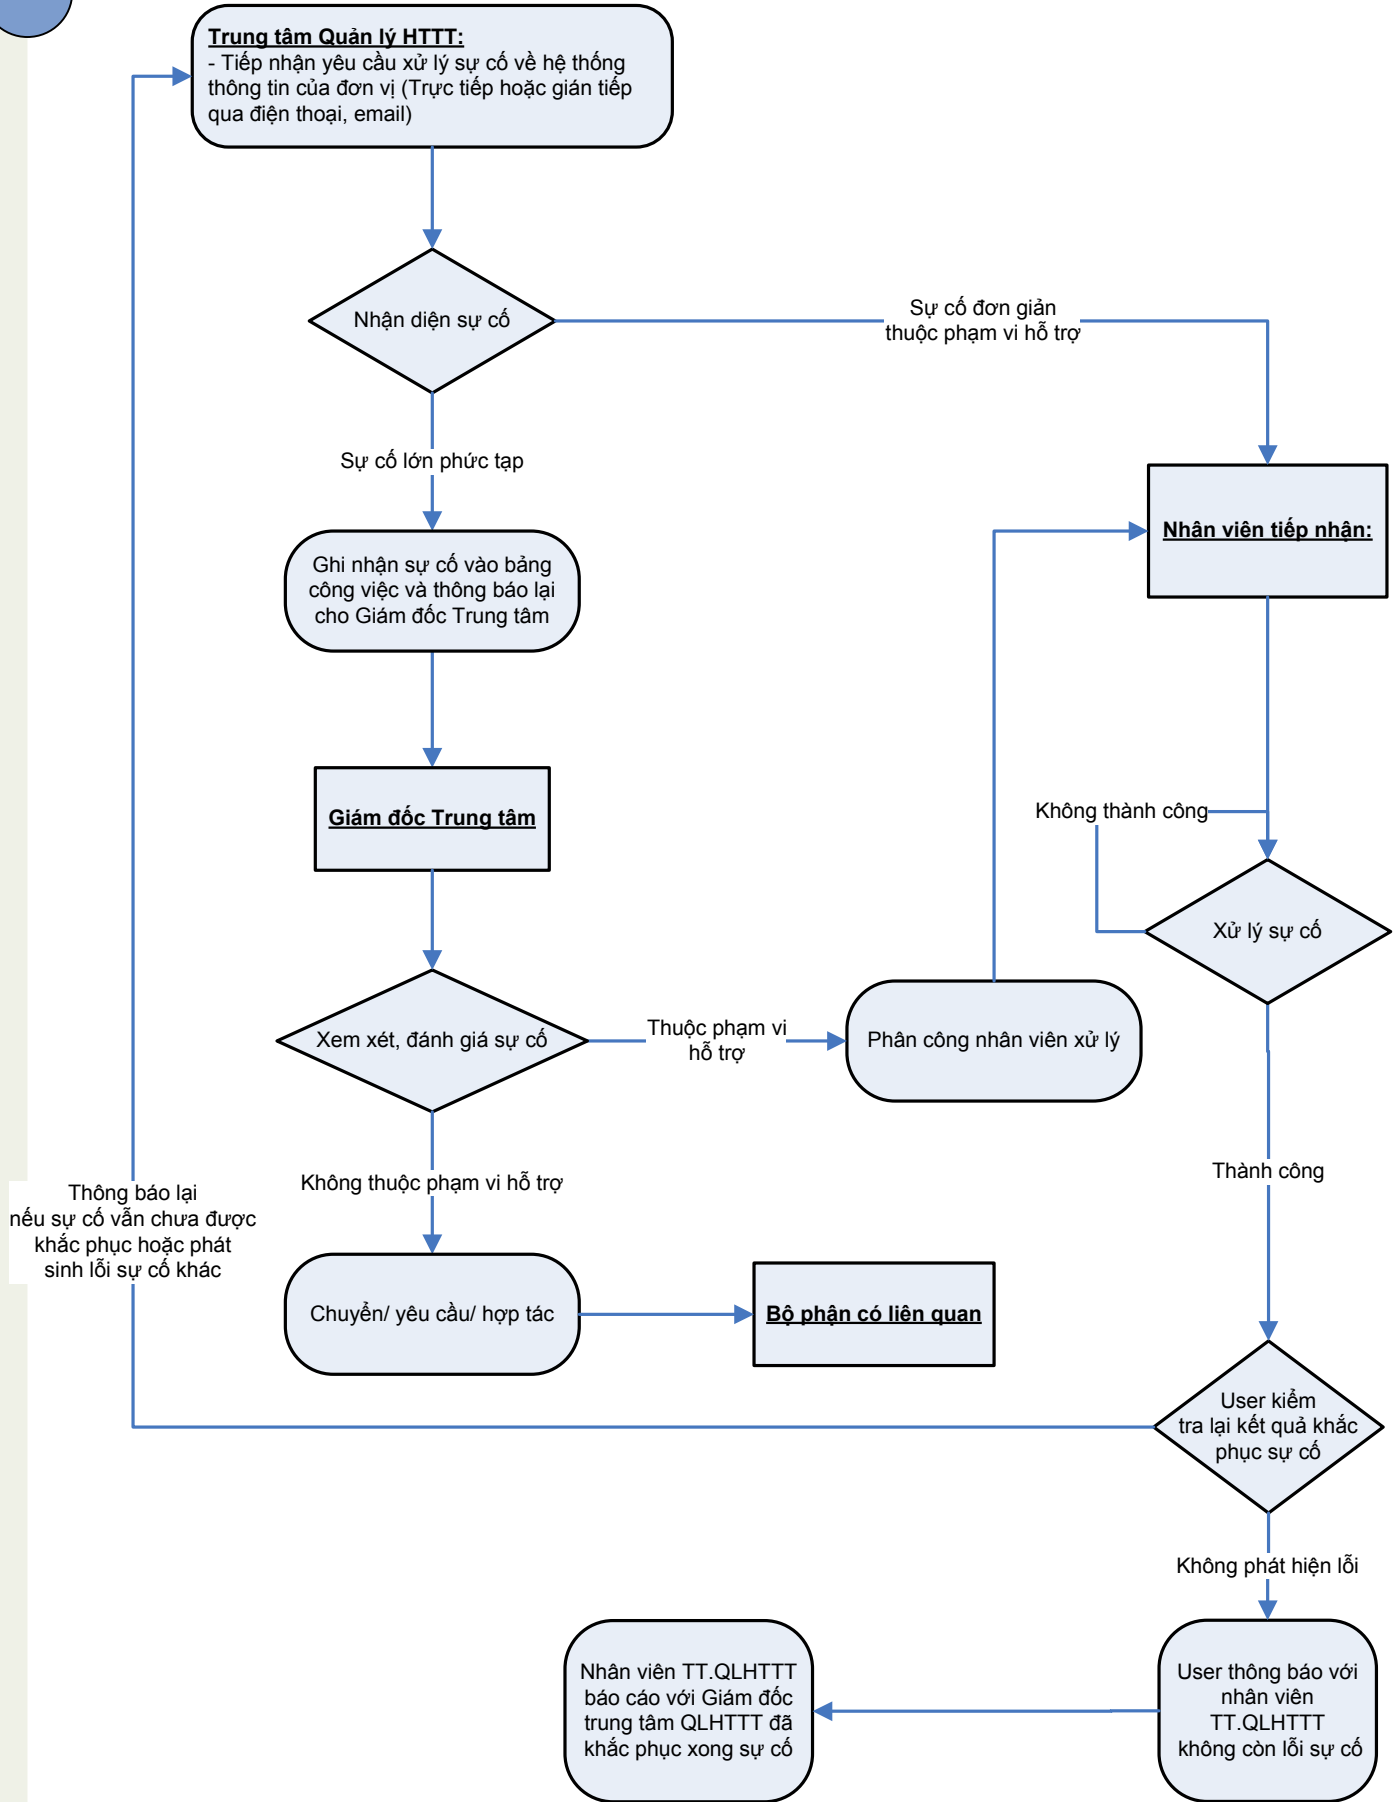 Trung tâm Quản lý HTTT:
- Tiếp nhận yêu cầu xử lý sự cố về hệ thống
thông tin của đơn vị (Trực tiếp hoặc gián tiếp
qua điện thoại, email)
Nhận diện sự cố
Sự cố đơn giản
thuộc phạm vi hỗ trợ
Sự cố lớn phức tạp
Nhân viên tiếp nhận:
Ghi nhận sự cố vào bảng
công việc và thông báo lại
cho Giám đốc Trung tâm
Giám đốc Trung tâm
Không thành công
Xử lý sự cố
Xem xét, đánh giá sự cố
Thuộc phạm vi
hỗ trợ
Phân công nhân viên xử lý
Không thuộc phạm vi hỗ trợ
Thành công
Thông báo lại
nếu sự cố vẫn chưa được
khắc phục hoặc phát
sinh lỗi sự cố khác
Chuyển/ yêu cầu/ hợp tác
Bộ phận có liên quan
User kiểm
tra lại kết quả khắc
phục sự cố
Không phát hiện lỗi
Nhân viên TT.QLHTTT
báo cáo với Giám đốc
trung tâm QLHTTT đã
khắc phục xong sự cố
User thông báo với
nhân viên
TT.QLHTTT
không còn lỗi sự cố